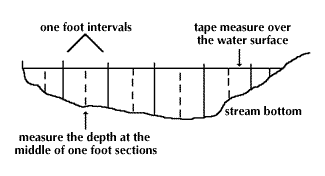 one foot intervals
tape measure over
the water surface
stream bottom
measure the depth at the
middle of one foot sections